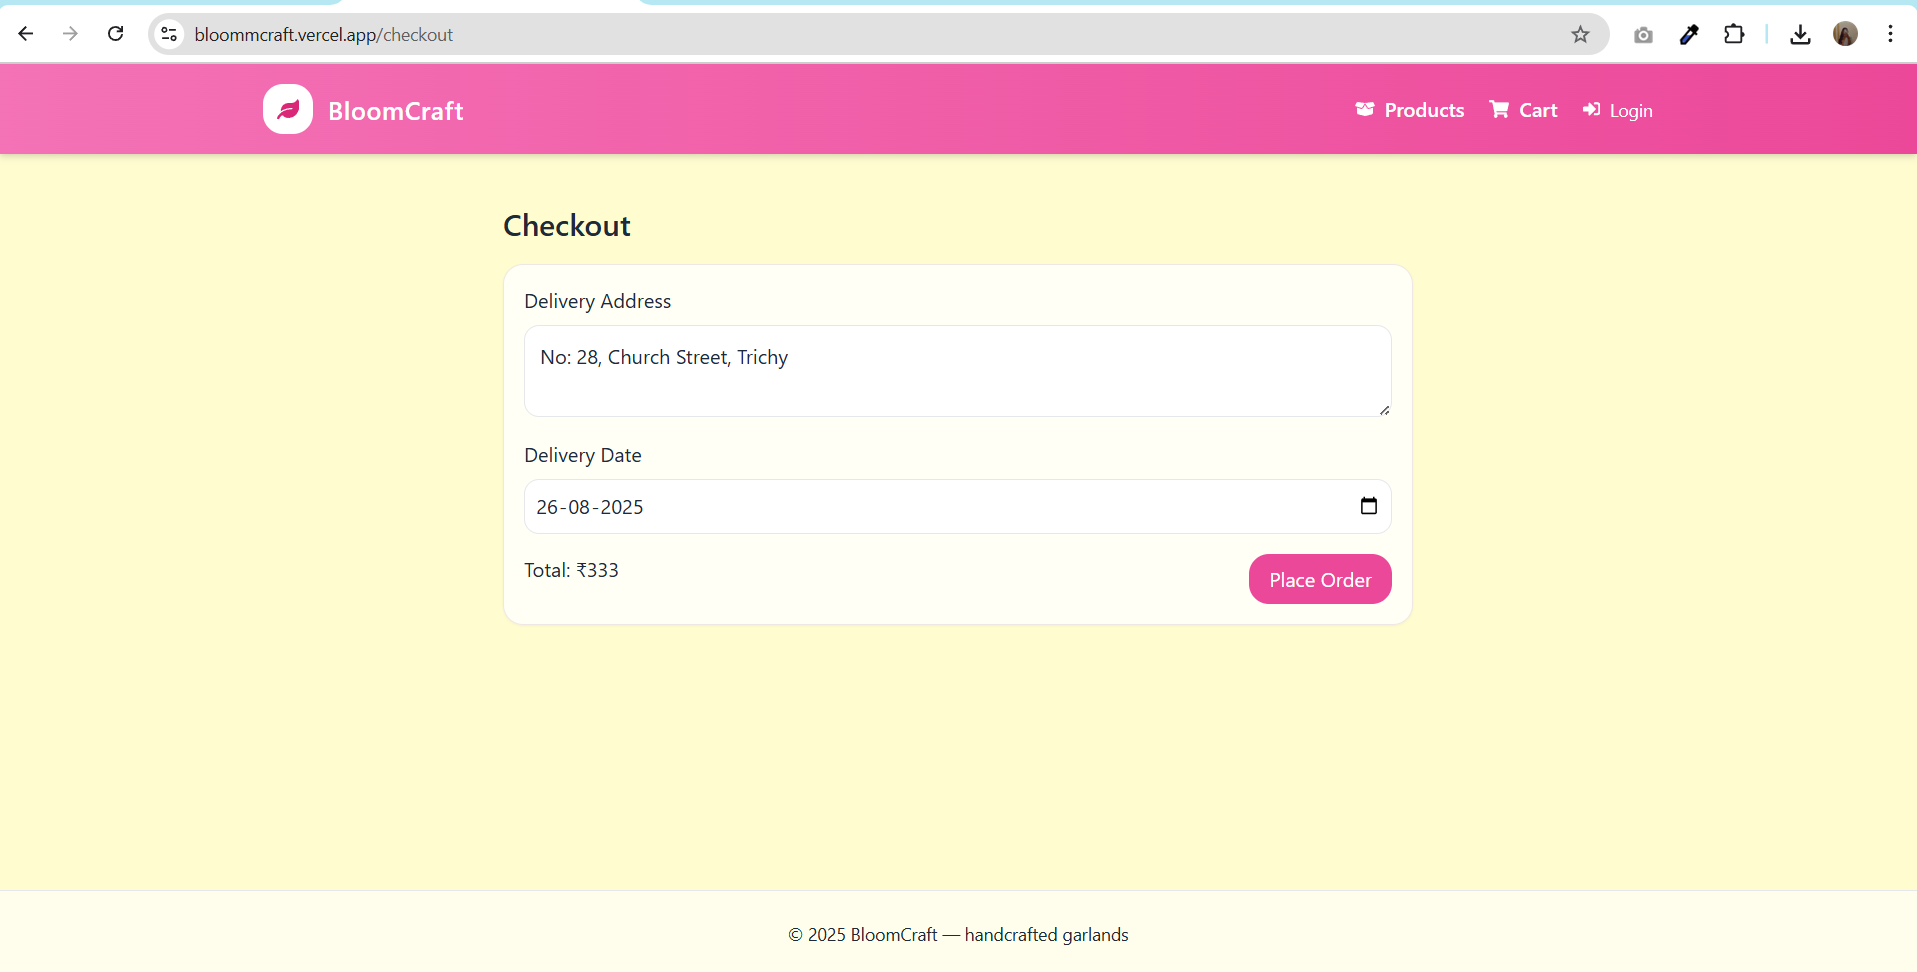 bloommcraft.vercel.app/checkout
BloomCraft
Products Cart Login
Checkout
Delivery Address
No: 28, Church Street, Trichy
Delivery Date
26-08-2025
Total: ₹333 Place Order
© 2025 BloomCraft — handcrafted garlands